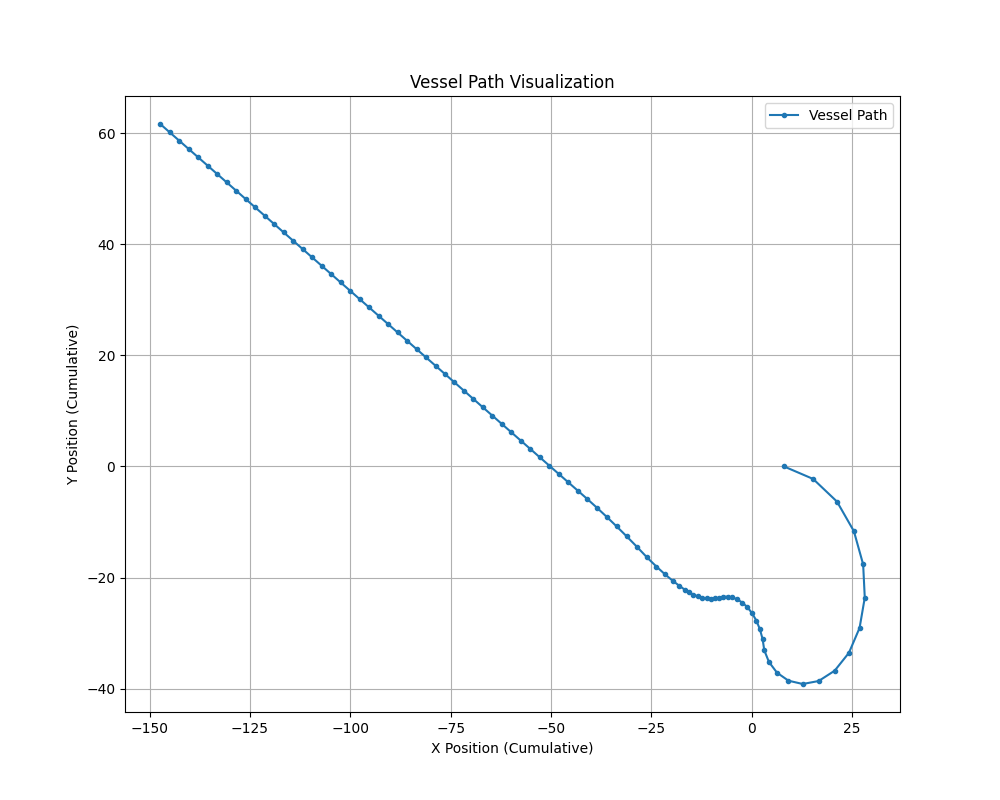 Vessel Path Visualization
Vessel Path
Y Position (Cumulative)
60
40
20
0
−20
−40
−150 −125 −100 −75 −50 −25 0 25
X Position (Cumulative)